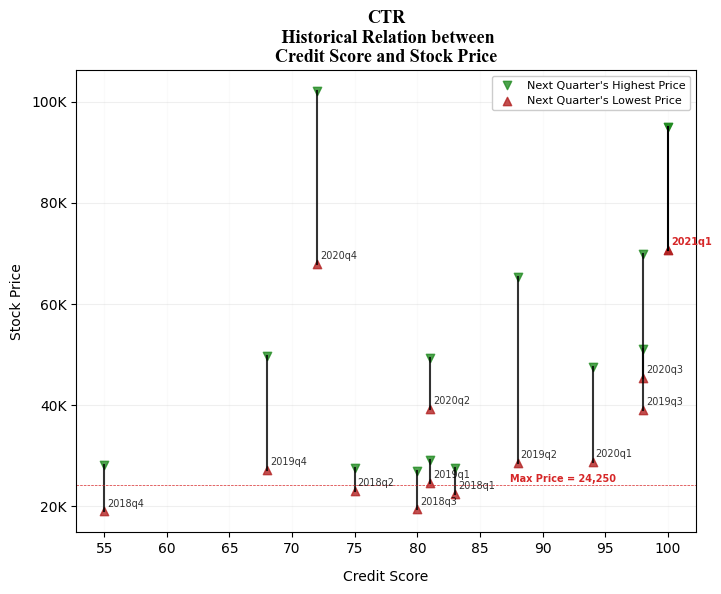 CTR
Historical Relation between
Credit Score and Stock Price
Next Quarter's Highest Price
Next Quarter's Lowest Price
100K
80K
60K
40K
20K
Stock Price
2020q4
2021q1
2020q3
2020q2
2019q3
2019q4
2019q2
2020q1
2019q1
2018q2
2018q1
Max Price = 24,250
2018q4
2018q3
55 60 65 70 75 80 85 90 95 100
Credit Score